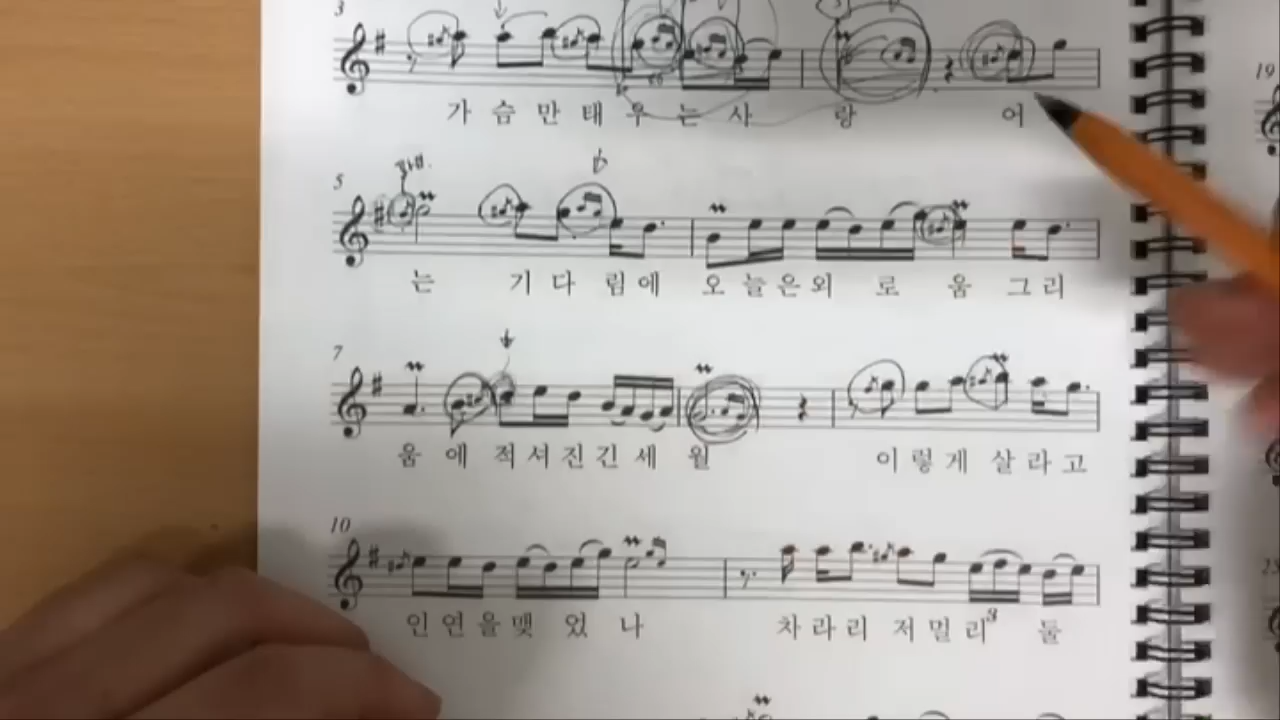 3
가 슴 만 태 우 는 사 랑 어
5
는 기 다 림 에 오 늘 은 외 로 움 그 리
7
움 에 적 셔 진 긴 세 월 이 렇 게 살 라 고
10
인 연 을 맺 었 나 차 라 리 저 멀 리 둘
3
19